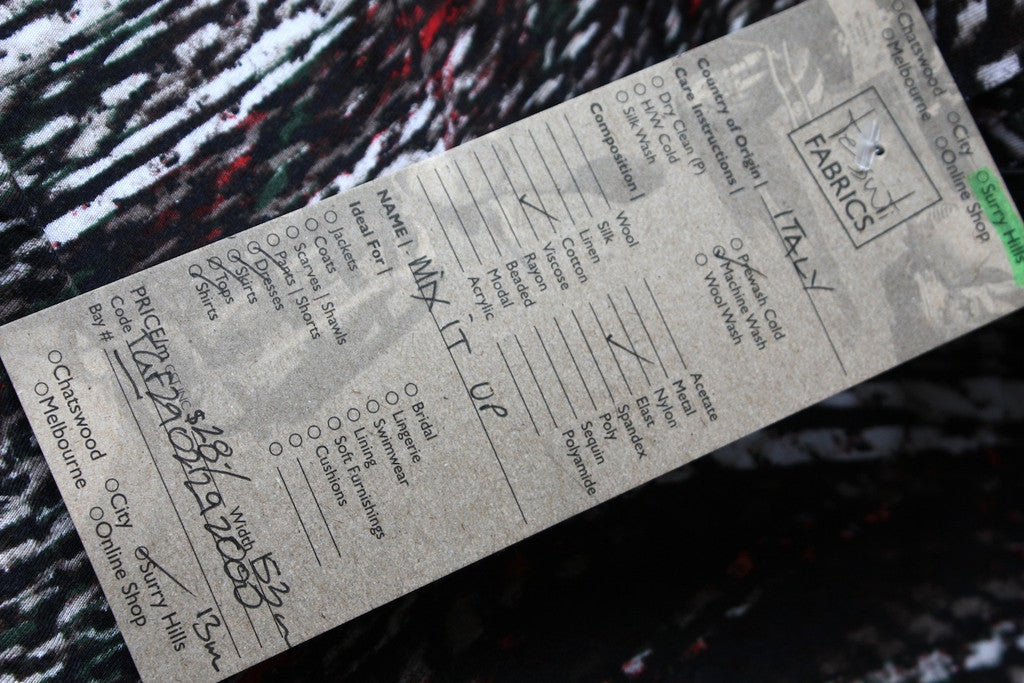 Chatswood
Melbourne
City
Online Shop
Surry Hills
FABRICS
Country of Origin | ITALY
Care Instructions |
Dry Clean (P)
H/W Cold
Silk Wash
Prewash Cold
Machine Wash
Wool Wash
Composition |
Wool
Silk
Linen
Cotton
Viscose
Rayon
Beaded
Modal
Acrylic
Acetate
Metal
Nylon
Elast
Spandex
Poly
Sequin
Polyamide
NAME | MIX IT UP
Ideal For |
Jackets
Coats
Scarves | Shawls
Pants | Shorts
Dresses
Skirts
Tops
Shirts
Bridal
Lingerie
Swimwear
Lining
Soft Furnishings
Cushions
PRICE/m $28.- Width
Code
Bay #
Chatswood
Melbourne
City
Online Shop
Surry Hills 13m